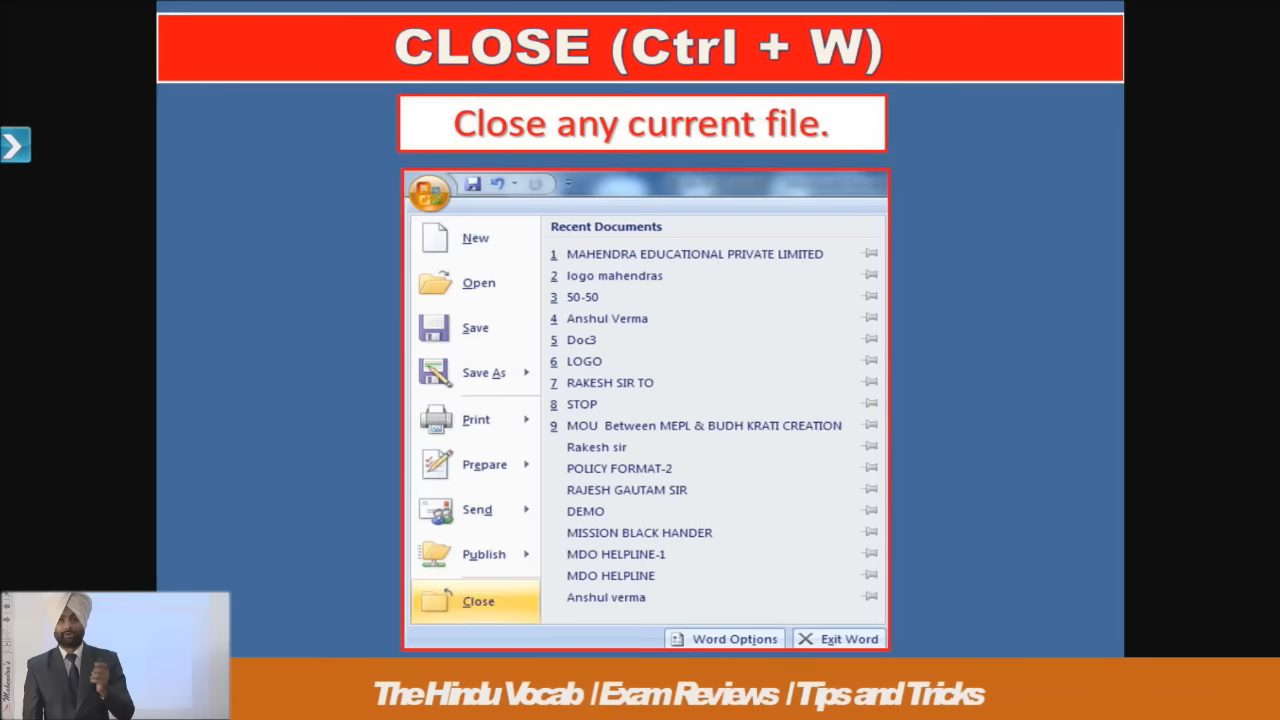 CLOSE (Ctrl + W)
Close any current file.
Recent Documents
New
Open
Save
Save As
Print
Prepare
Send
Publish
Close
1 MAHENDRA EDUCATIONAL PRIVATE LIMITED
2 logo mahendras
3 50-50
4 Anshul Verma
5 Doc3
6 LOGO
7 RAKESH SIR TO
8 STOP
9 MOU Between MEPL & BUDH KRATI CREATION
Rakesh sir
POLICY FORMAT-2
RAJESH GAUTAM SIR
DEMO
MISSION BLACK HANDER
MDO HELPLINE-1
MDO HELPLINE
Anshul verma
Word Options
Exit Word
Mahendra's
The Hindu Vocab / Exam Reviews / Tips and Tricks